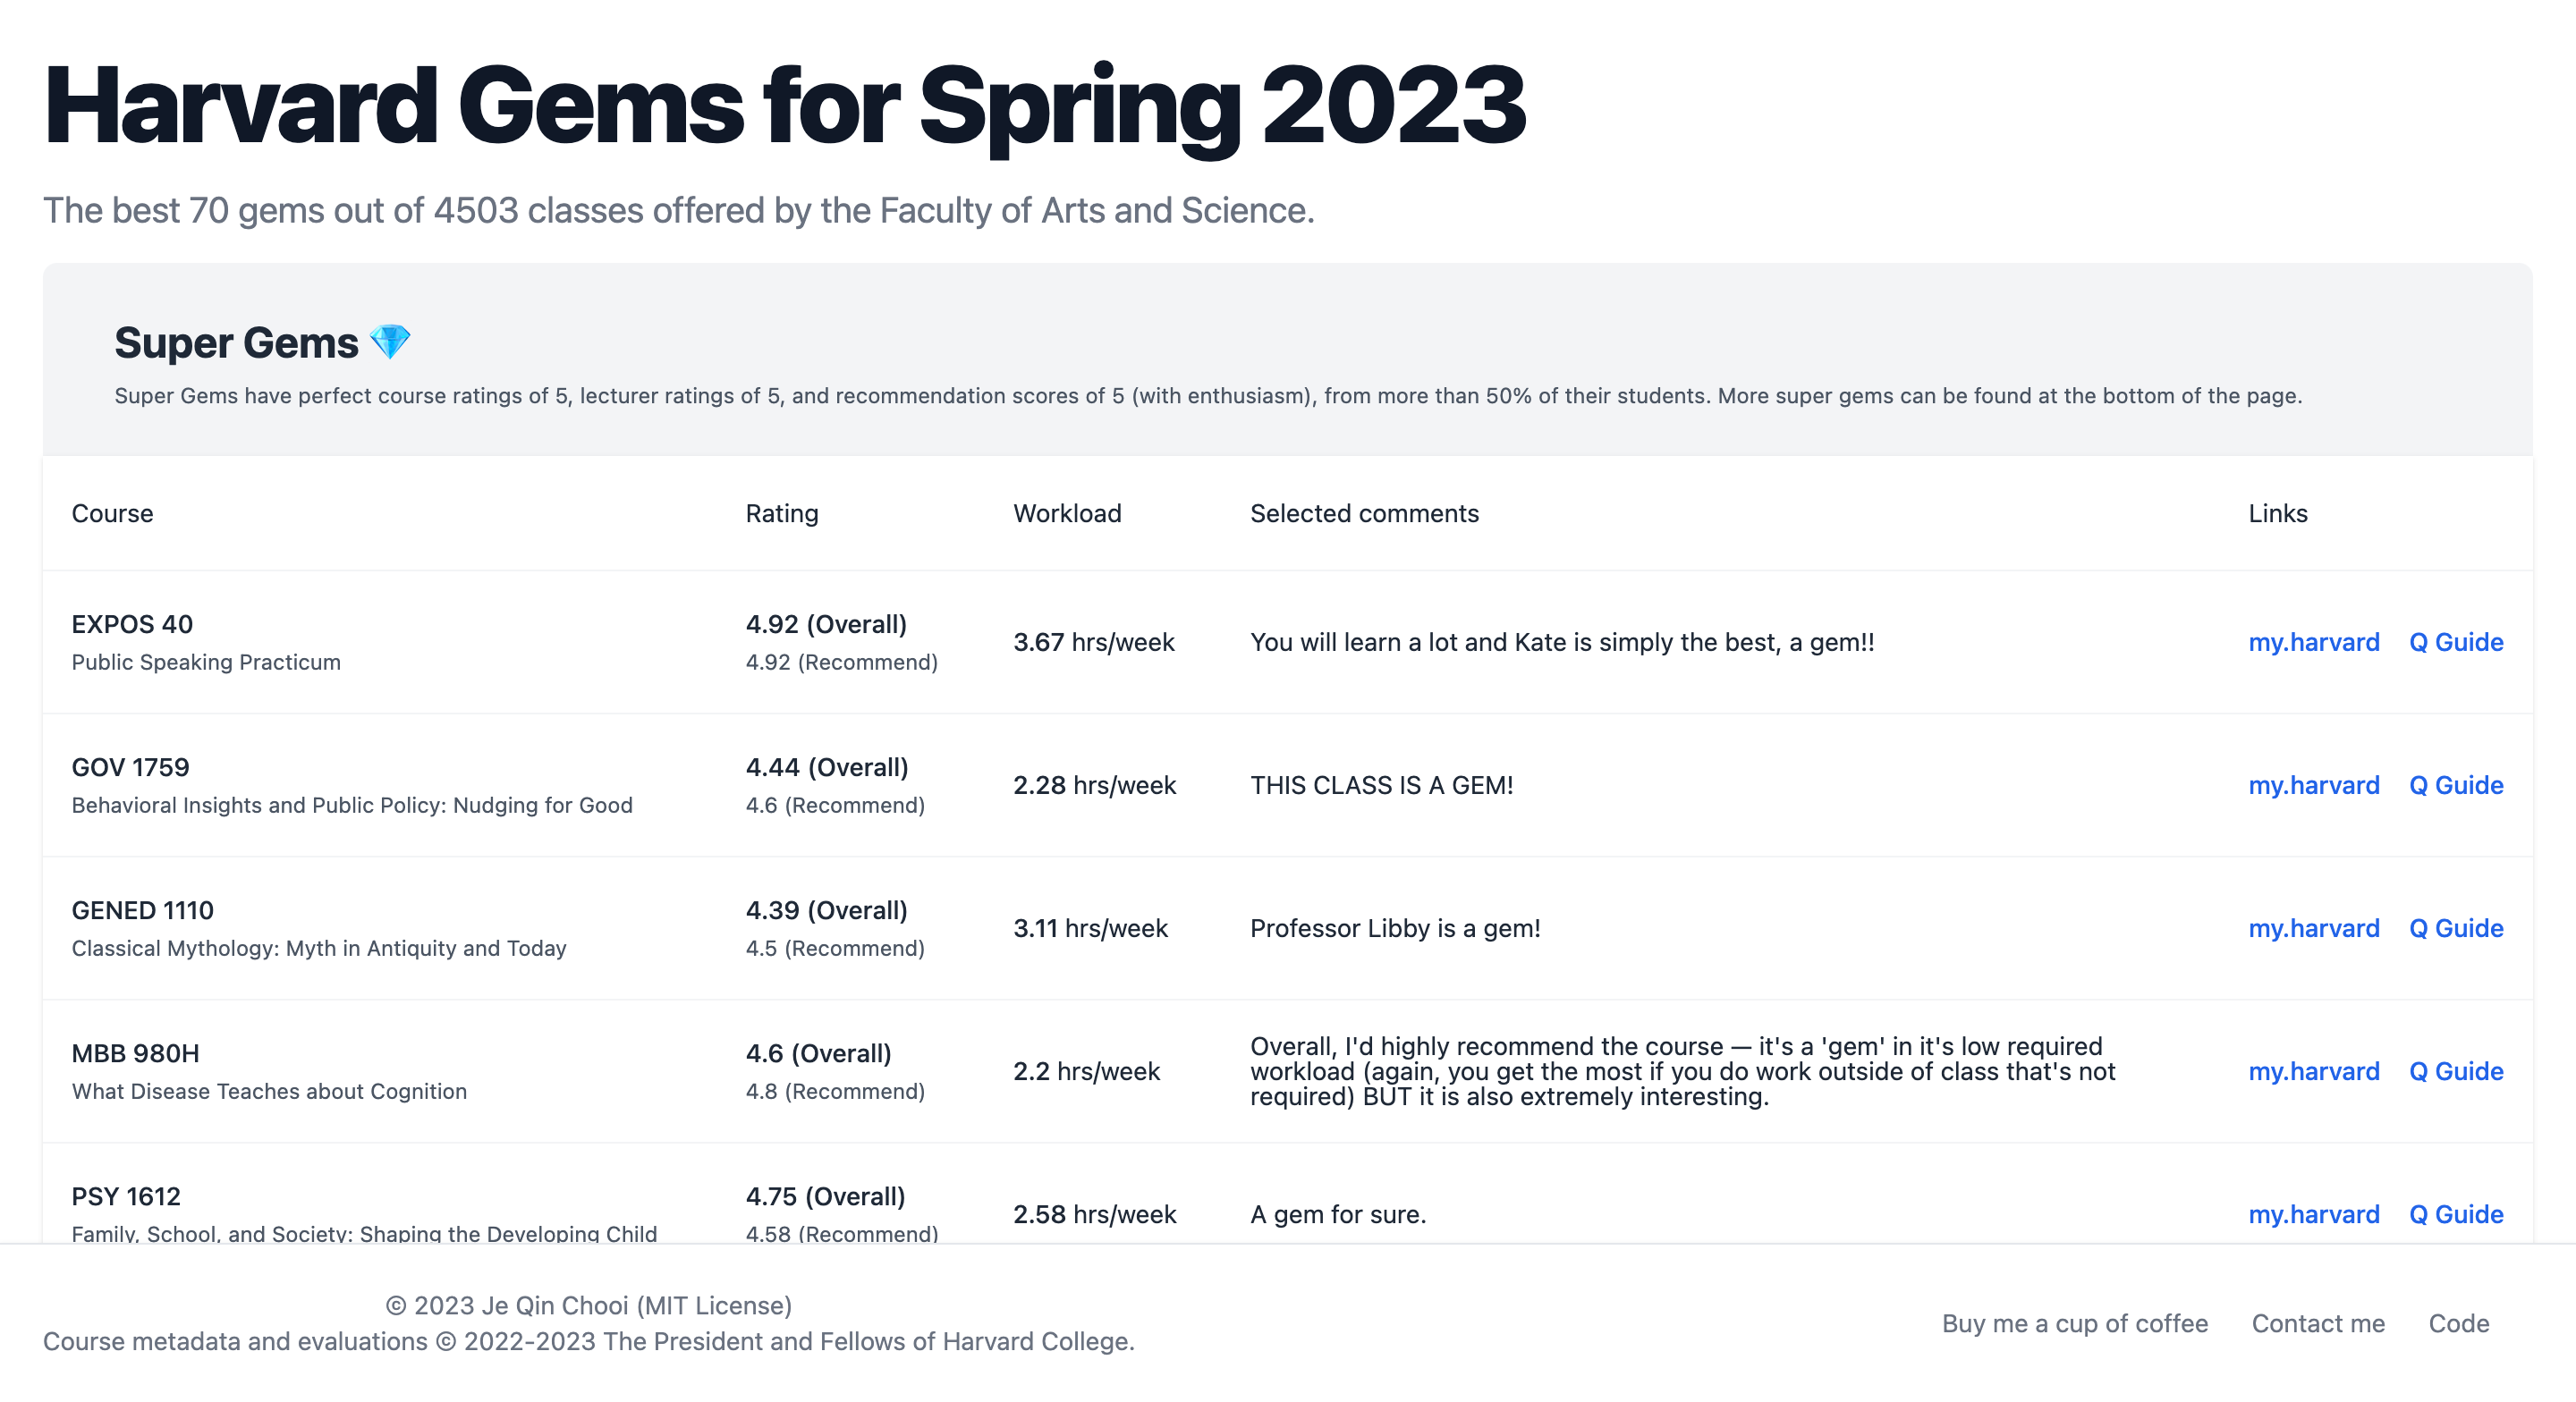 Harvard Gems for Spring 2023
The best 70 gems out of 4503 classes offered by the Faculty of Arts and Science.
Super Gems 💎
Super Gems have perfect course ratings of 5, lecturer ratings of 5, and recommendation scores of 5 (with enthusiasm), from more than 50% of their students. More super gems can be found at the bottom of the page.
Course Rating Workload Selected comments Links
EXPOS 40
Public Speaking Practicum
4.92 (Overall)
4.92 (Recommend)
3.67 hrs/week
You will learn a lot and Kate is simply the best, a gem!!
my.harvard Q Guide
GOV 1759
Behavioral Insights and Public Policy: Nudging for Good
4.44 (Overall)
4.6 (Recommend)
2.28 hrs/week
THIS CLASS IS A GEM!
my.harvard Q Guide
GENED 1110
Classical Mythology: Myth in Antiquity and Today
4.39 (Overall)
4.5 (Recommend)
3.11 hrs/week
Professor Libby is a gem!
my.harvard Q Guide
MBB 980H
What Disease Teaches about Cognition
4.6 (Overall)
4.8 (Recommend)
2.2 hrs/week
Overall, I'd highly recommend the course — it's a 'gem' in it's low required
workload (again, you get the most if you do work outside of class that's not
required) BUT it is also extremely interesting.
my.harvard Q Guide
PSY 1612
Family, School, and Society: Shaping the Developing Child
4.75 (Overall)
4.58 (Recommend)
2.58 hrs/week
A gem for sure.
my.harvard Q Guide
© 2023 Je Qin Chooi (MIT License)
Course metadata and evaluations © 2022-2023 The President and Fellows of Harvard College.
Buy me a cup of coffee Contact me Code